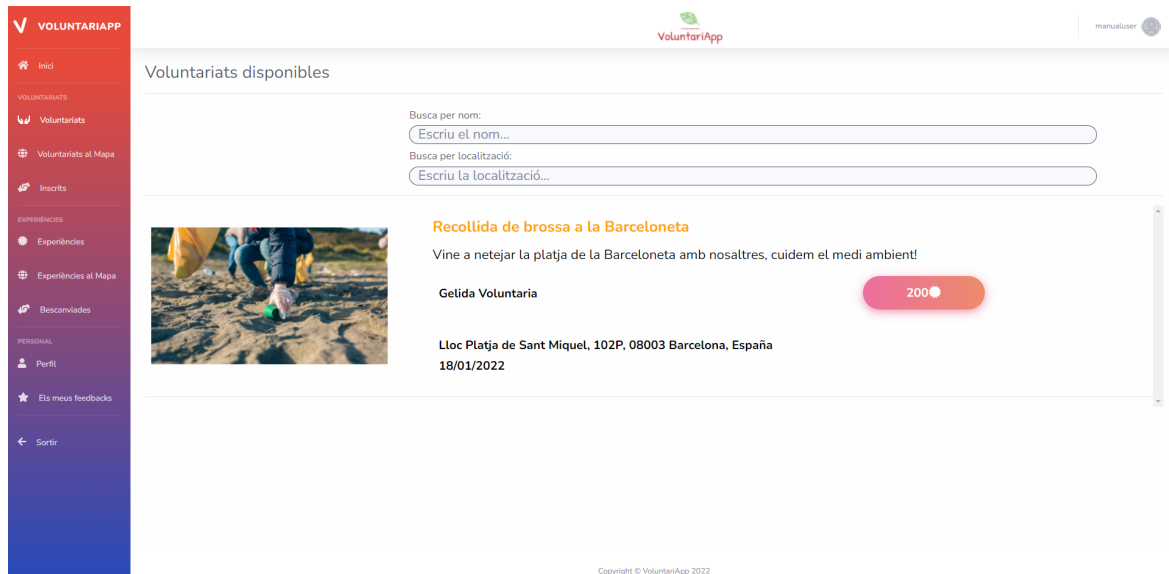 VOLUNTARIAPP
VoluntariApp
manualuser
Inici
VOLUNTARIATS
Voluntariats
Voluntariats al Mapa
Inscrits
EXPERIÈNCIES
Experiències
Experiències al Mapa
Bescanviades
PERSONAL
Perfil
Els meus feedbacks
Sortir
Voluntariats disponibles
Busca per nom:
Escriu el nom...
Busca per localització:
Escriu la localització...
Recollida de brossa a la Barceloneta
Vine a netejar la platja de la Barceloneta amb nosaltres, cuidem el medi ambient!
Gelida Voluntaria
200
Lloc Platja de Sant Miquel, 102P, 08003 Barcelona, España
18/01/2022
Copyright © VoluntariApp 2022